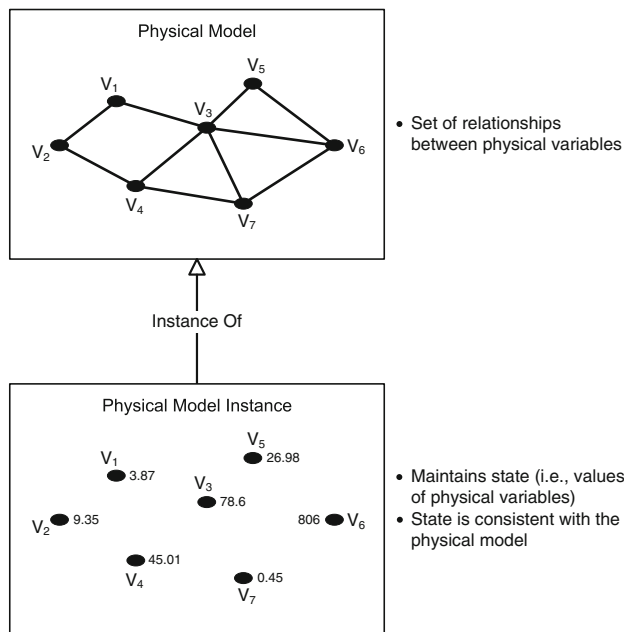 Physical Model
V5
V1
V3
V2
V6
V4
V7
• Set of relationships
between physical variables
Instance Of
Physical Model Instance
V5
26.98
V1
3.87
V3
78.6
V2
9.35
806
V6
45.01
V4
0.45
V7
• Maintains state (i.e., values
of physical variables)
• State is consistent with the
physical model